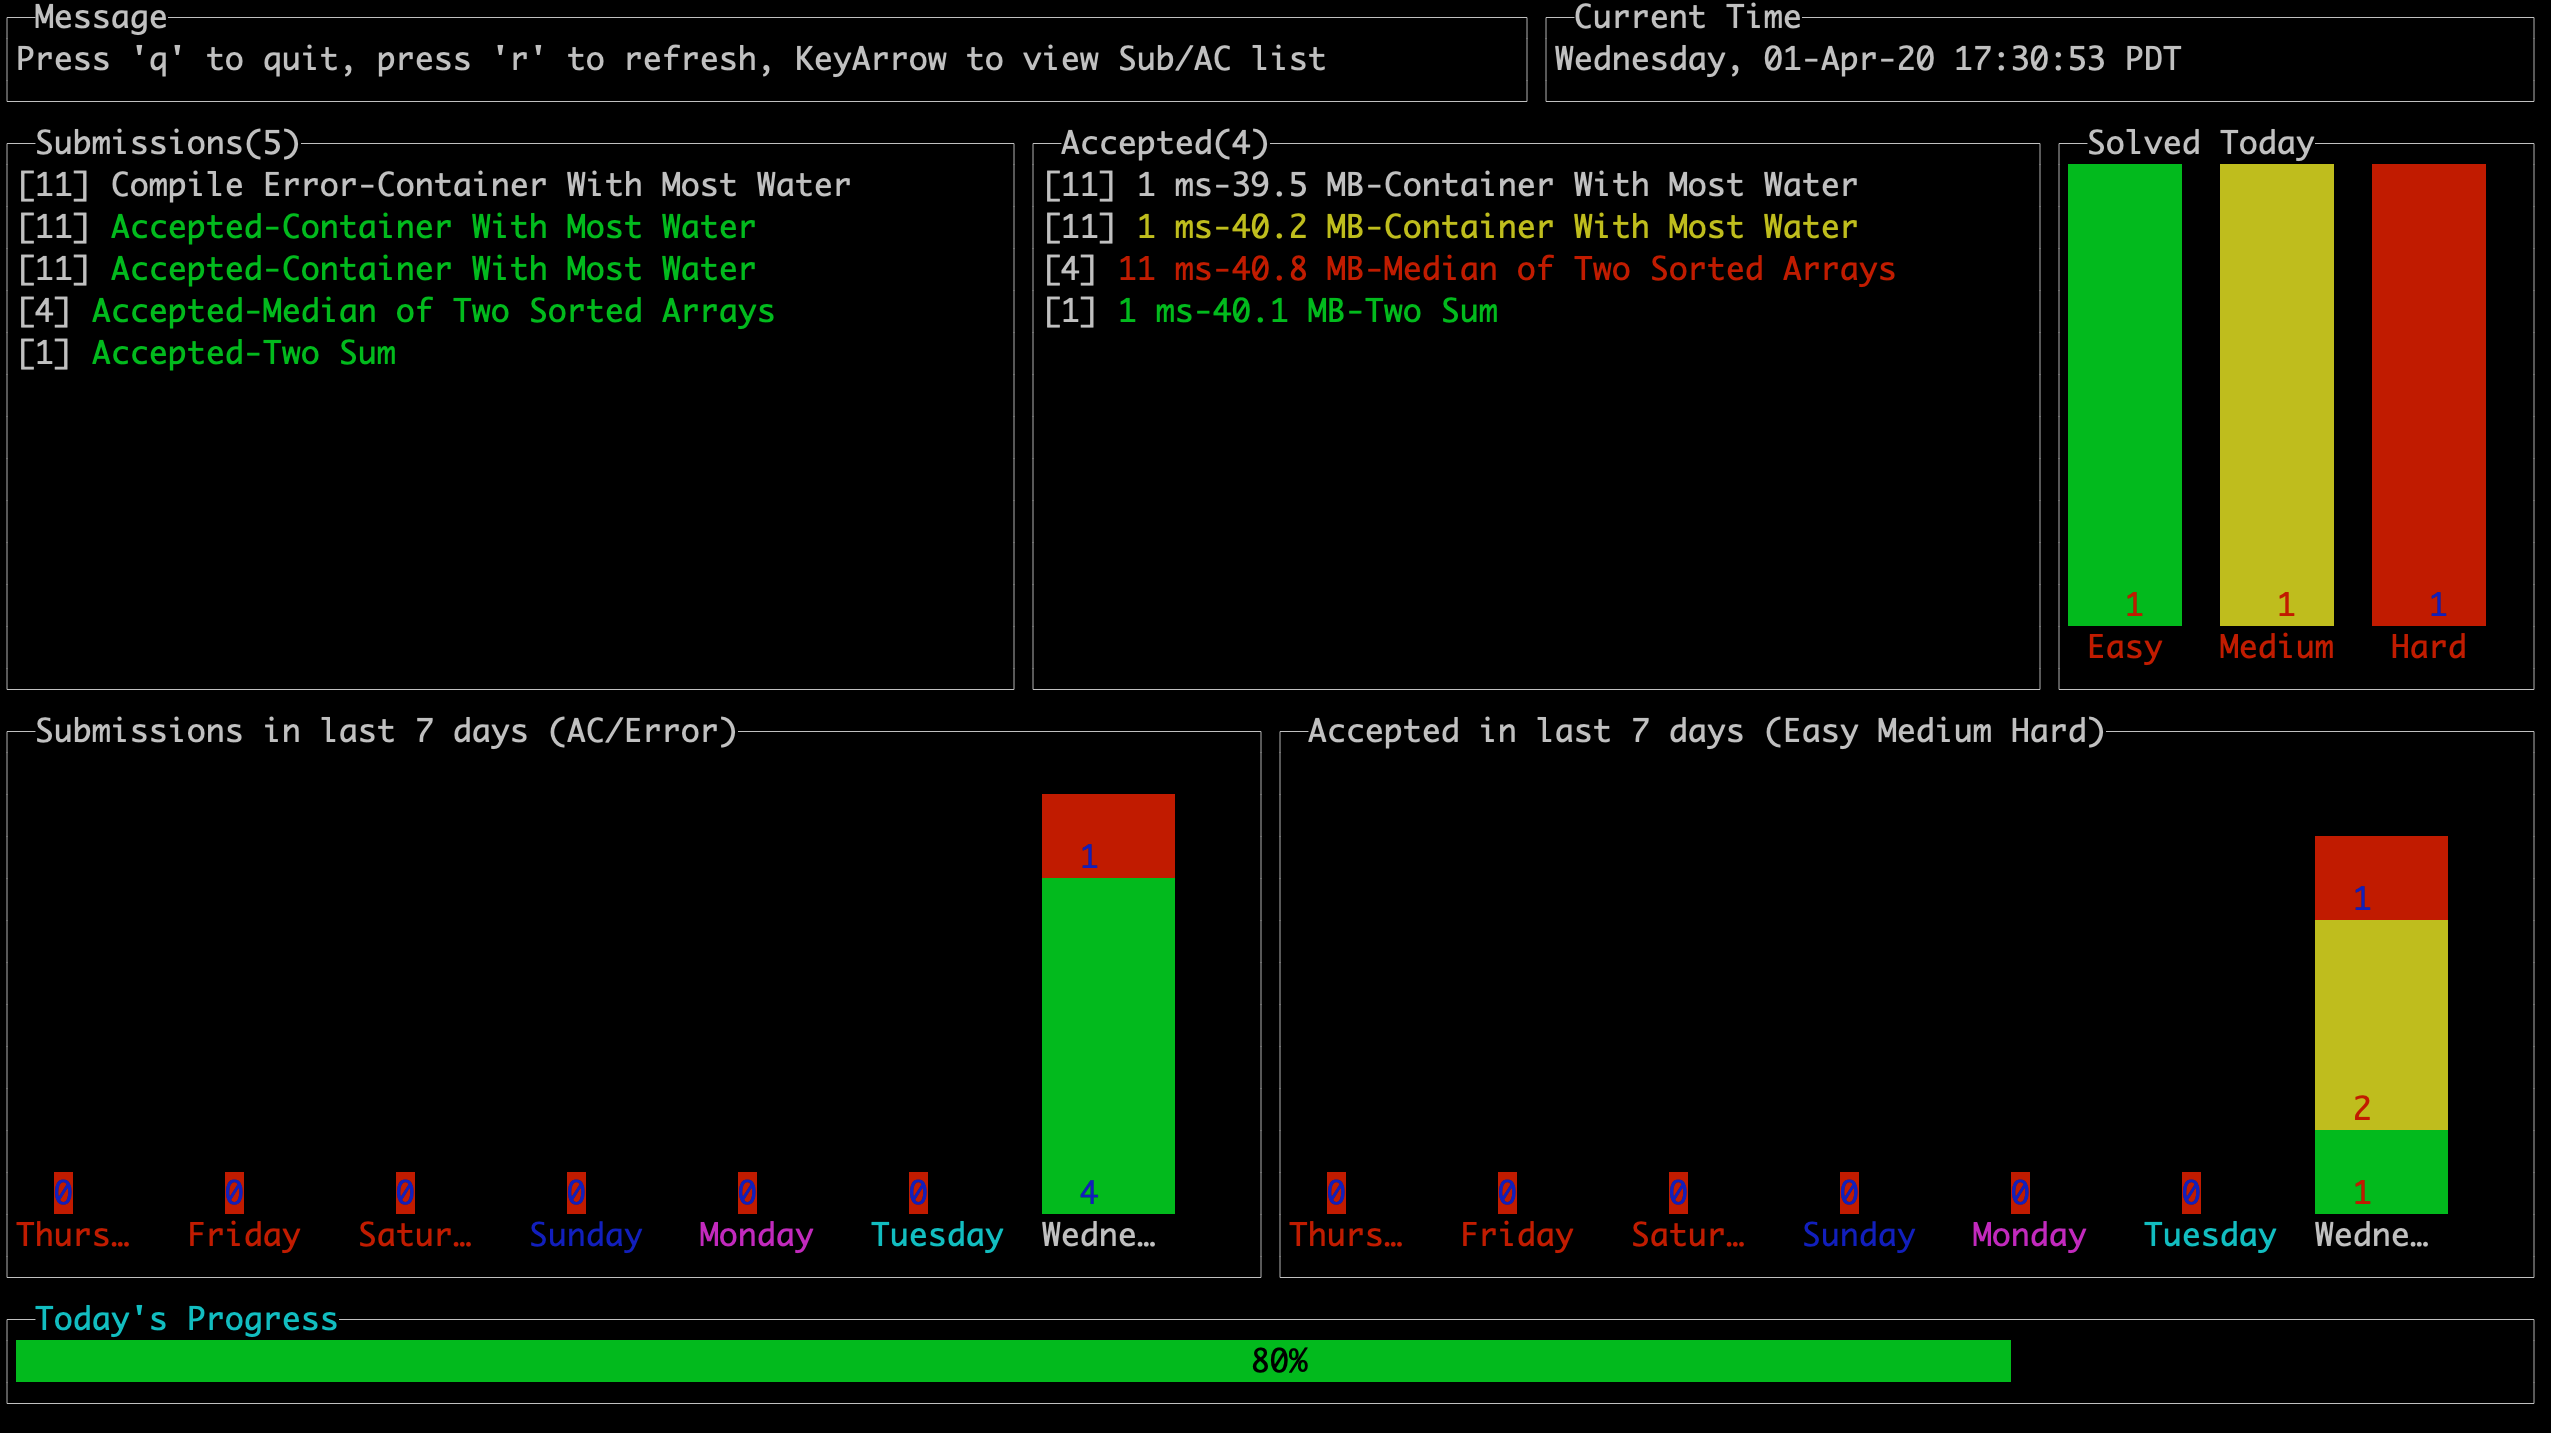 Message
Press 'q' to quit, press 'r' to refresh, KeyArrow to view Sub/AC list
Current Time
Wednesday, 01-Apr-20 17:30:53 PDT
Submissions(5)
[11] Compile Error-Container With Most Water
[11] Accepted-Container With Most Water
[11] Accepted-Container With Most Water
[4] Accepted-Median of Two Sorted Arrays
[1] Accepted-Two Sum
Accepted(4)
[11] 1 ms-39.5 MB-Container With Most Water
[11] 1 ms-40.2 MB-Container With Most Water
[4] 11 ms-40.8 MB-Median of Two Sorted Arrays
[1] 1 ms-40.1 MB-Two Sum
Solved Today
1 1 1
Easy Medium Hard
Submissions in last 7 days (AC/Error)
1
0 0 0 0 0 0 4
Thurs… Friday Satur… Sunday Monday Tuesday Wedne…
Accepted in last 7 days (Easy Medium Hard)
1
2
0 0 0 0 0 0 1
Thurs… Friday Satur… Sunday Monday Tuesday Wedne…
Today's Progress
80%